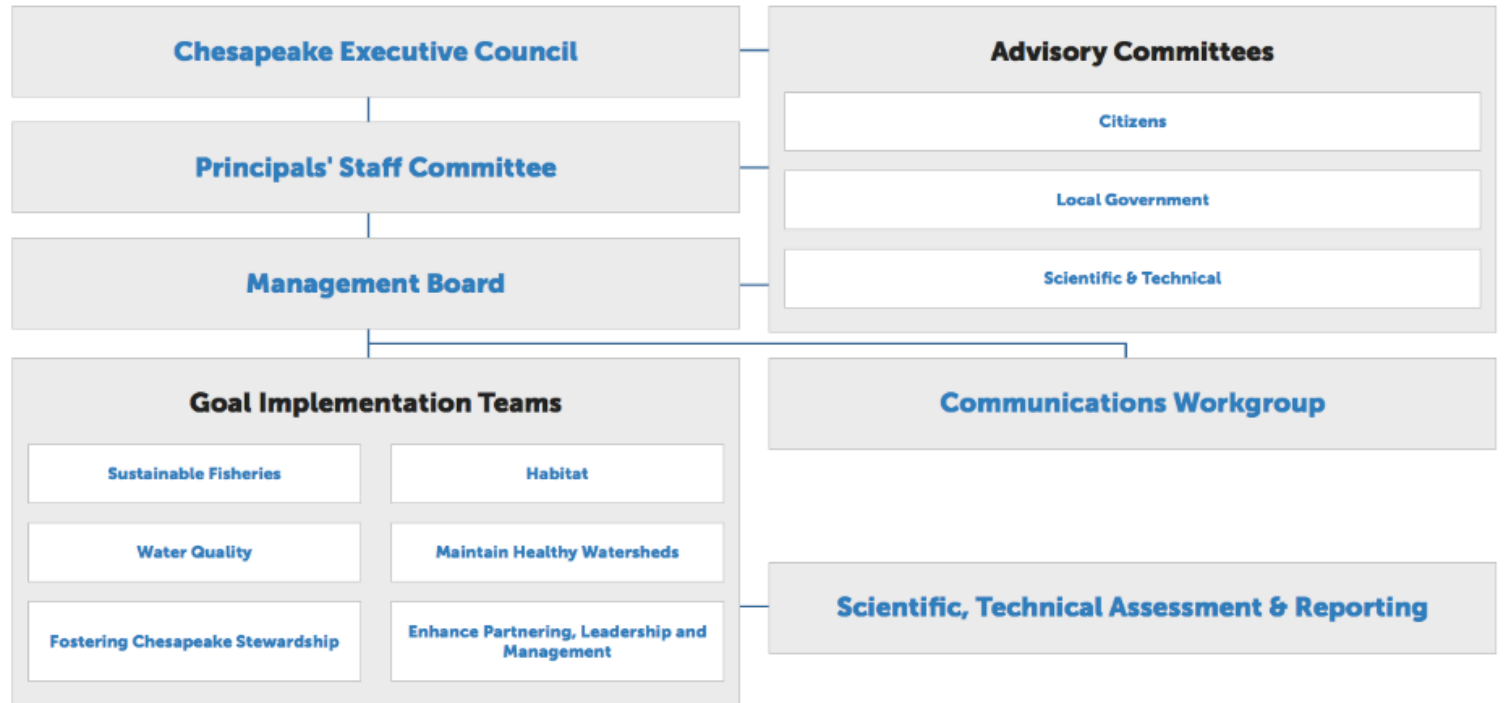 Chesapeake Executive Council
Principals' Staff Committee
Management Board
Advisory Committees
Citizens
Local Government
Scientific & Technical
Goal Implementation Teams
Sustainable Fisheries
Habitat
Water Quality
Maintain Healthy Watersheds
Fostering Chesapeake Stewardship
Enhance Partnering, Leadership and
Management
Communications Workgroup
Scientific, Technical Assessment & Reporting